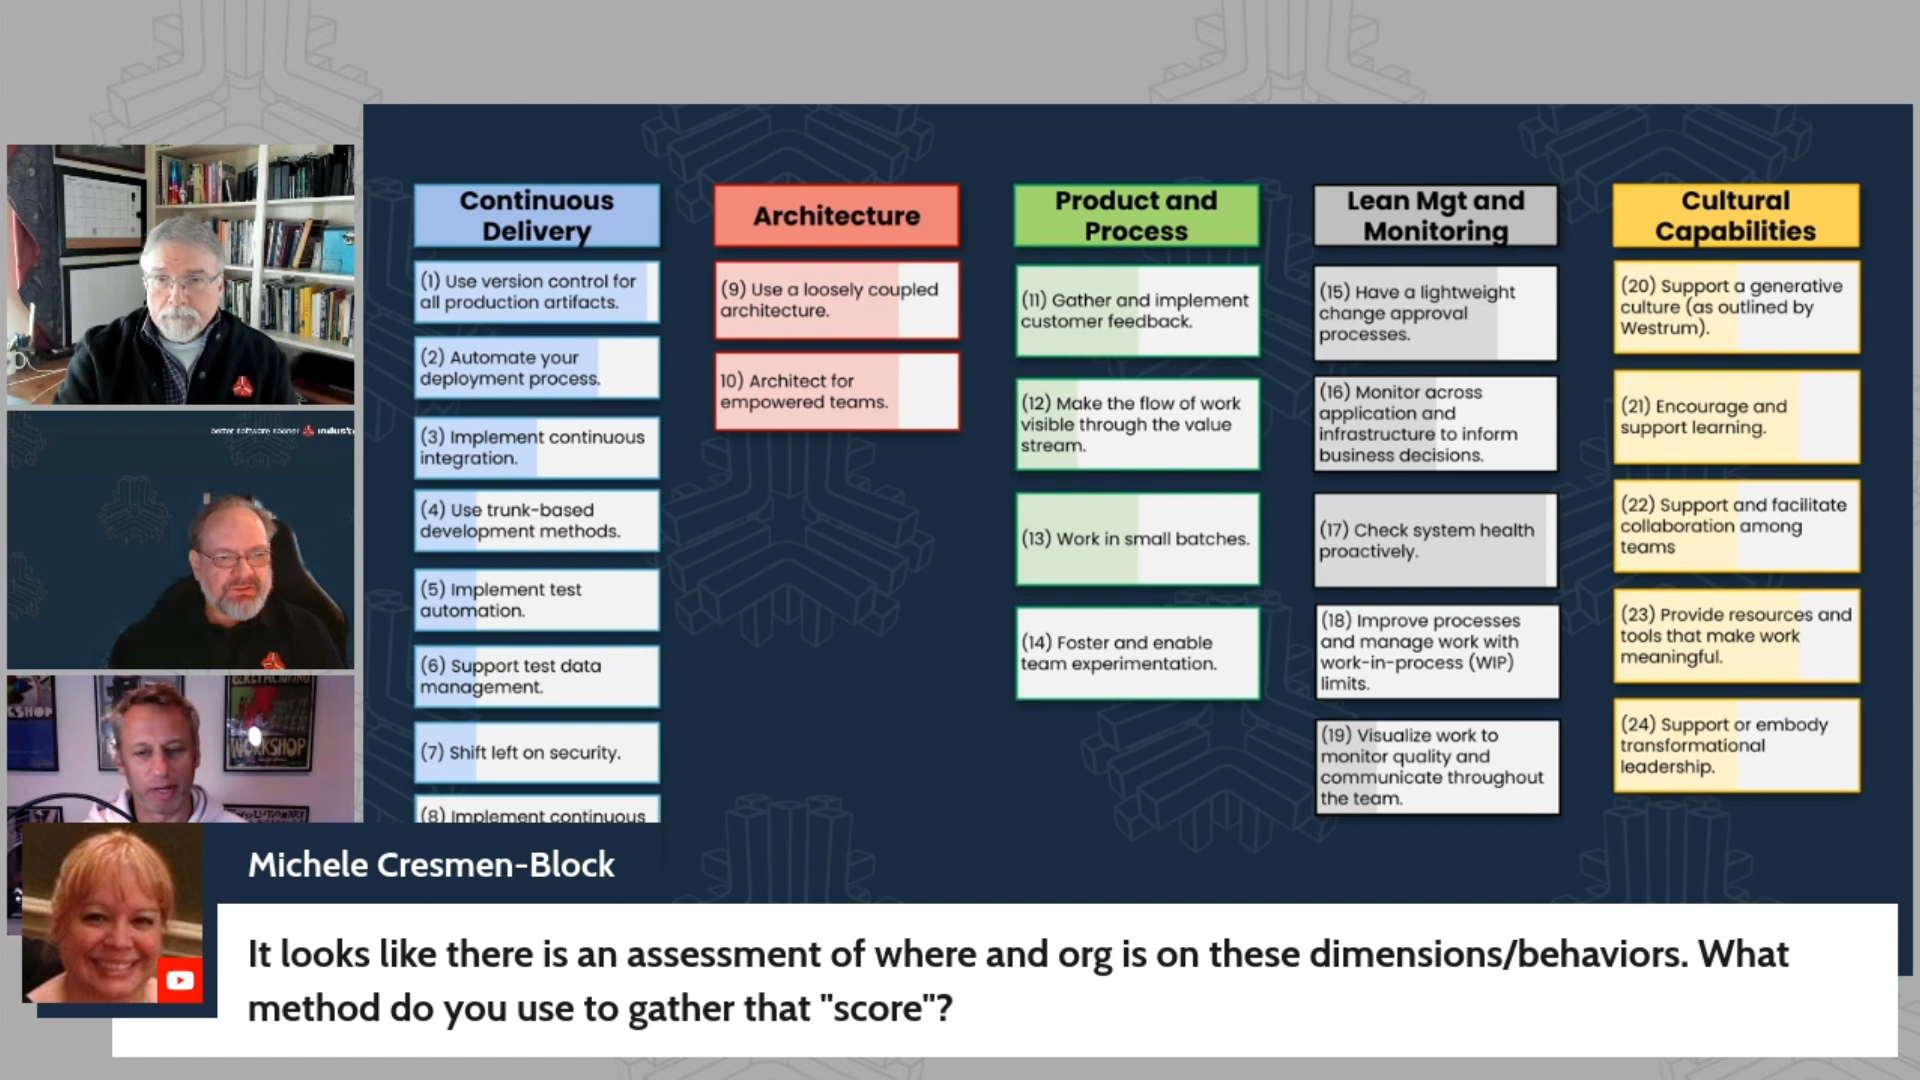 better software sooner
Continuous
Delivery
(1) Use version control for
all production artifacts.
(2) Automate your
deployment process.
(3) Implement continuous
integration.
(4) Use trunk-based
development methods.
(5) Implement test
automation.
(6) Support test data
management.
(7) Shift left on security.
(8) Implement continuous
Architecture
(9) Use a loosely coupled
architecture.
10) Architect for
empowered teams.
Product and
Process
(11) Gather and implement
customer feedback.
(12) Make the flow of work
visible through the value
stream.
(13) Work in small batches.
(14) Foster and enable
team experimentation.
Lean Mgt and
Monitoring
(15) Have a lightweight
change approval
processes.
(16) Monitor across
application and
infrastructure to inform
business decisions.
(17) Check system health
proactively.
(18) Improve processes
and manage work with
work-in-process (WIP)
limits.
(19) Visualize work to
monitor quality and
communicate throughout
the team.
Cultural
Capabilities
(20) Support a generative
culture (as outlined by
Westrum).
(21) Encourage and
support learning.
(22) Support and facilitate
collaboration among
teams
(23) Provide resources and
tools that make work
meaningful.
(24) Support or embody
transformational
leadership.
WORKSHOP
Michele Cresmen-Block
It looks like there is an assessment of where and org is on these dimensions/behaviors. What
method do you use to gather that "score"?